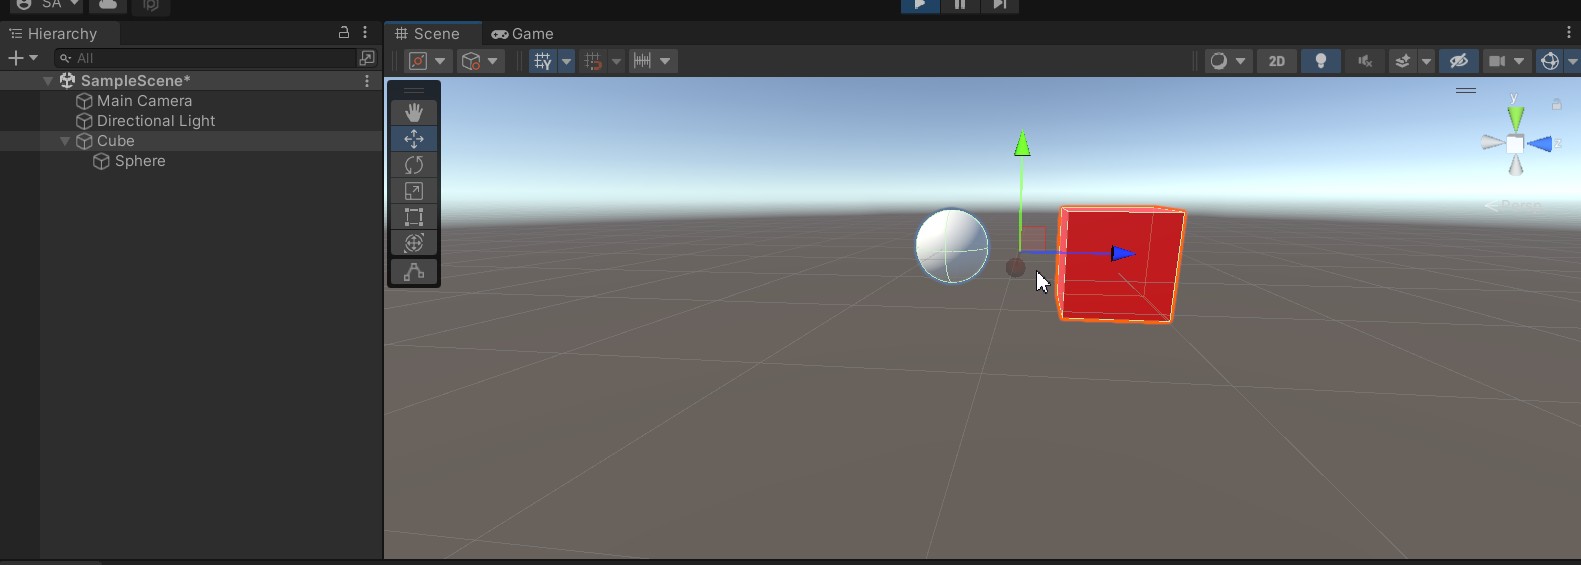 SA
Hierarchy
All
SampleScene*
Main Camera
Directional Light
Cube
Sphere
Scene
Game
Y
2D
y
z
Persp